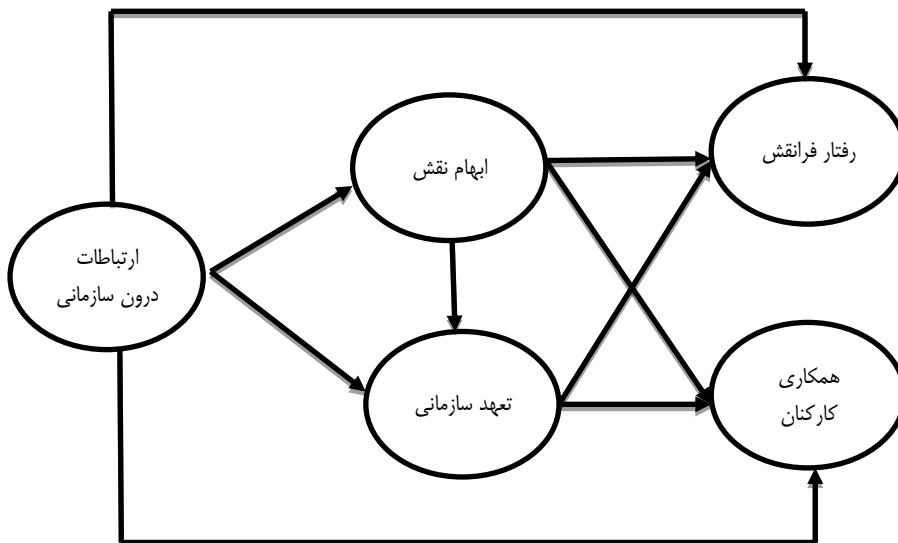 رفتار فرانقش
ابهام نقش
ارتباطات
درون سازمانی
تعهد سازمانی
همکاری
کارکنان